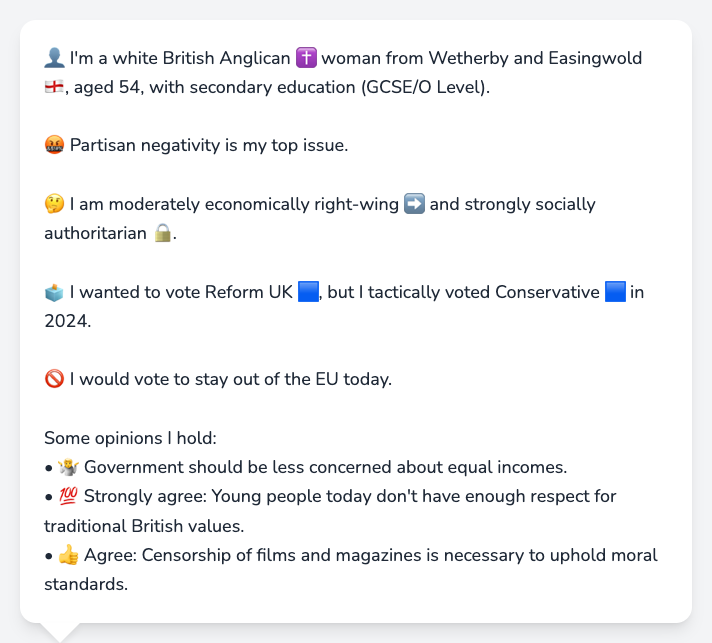 👤 I'm a white British Anglican ✝️ woman from Wetherby and Easingwold
🏴󠁧󠁢󠁥󠁮󠁧󠁿, aged 54, with secondary education (GCSE/O Level).
🤬 Partisan negativity is my top issue.
🤔 I am moderately economically right-wing ➡️ and strongly socially
authoritarian 🔒.
🗳️ I wanted to vote Reform UK 🟦, but I tactically voted Conservative 🟦 in
2024.
🚫 I would vote to stay out of the EU today.
Some opinions I hold:
• 🤷 Government should be less concerned about equal incomes.
• 💯 Strongly agree: Young people today don't have enough respect for
traditional British values.
• 👍 Agree: Censorship of films and magazines is necessary to uphold moral
standards.